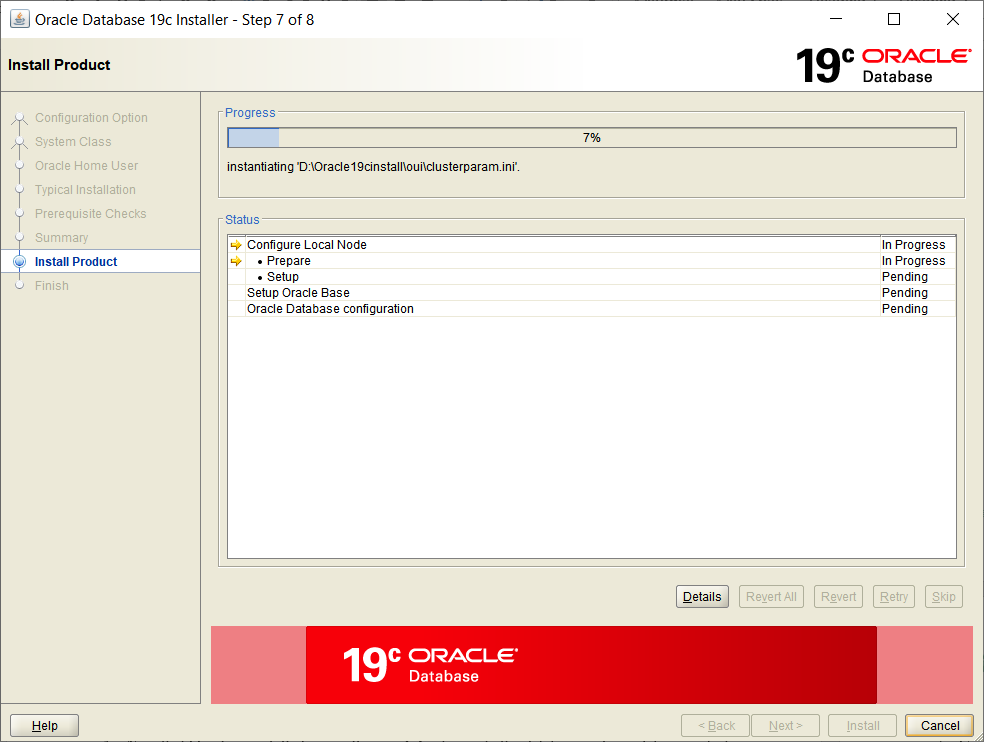 Oracle Database 19c Installer - Step 7 of 8
Install Product
19c ORACLE
Database
Configuration Option
System Class
Oracle Home User
Typical Installation
Prerequisite Checks
Summary
Install Product
Finish
Progress
7%
instantiating 'D:\Oracle19cinstall\oui\clusterparam.ini'.
Status
Configure Local Node In Progress
• Prepare In Progress
• Setup Pending
Setup Oracle Base Pending
Oracle Database configuration Pending
Details Revert All Revert Retry Skip
19c ORACLE
Database
Help < Back Next > Install Cancel